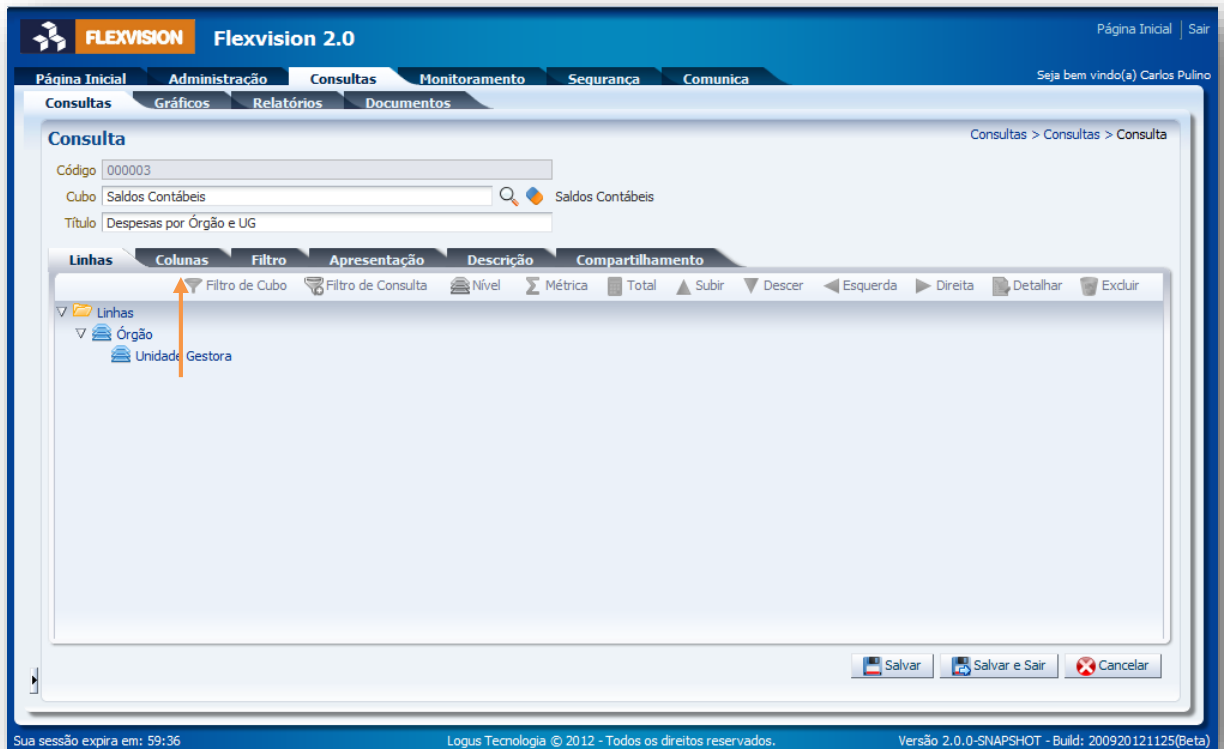 FLEXVISION Flexvision 2.0 Página Inicial Sair
Página Inicial Administração Consultas Monitoramento Segurança Comunica Seja bem vindo(a) Carlos Pulino
Consultas Gráficos Relatórios Documentos
Consulta Consultas > Consultas > Consulta
Código 000003
Cubo Saldos Contábeis Saldos Contábeis
Título Despesas por Órgão e UG
Linhas Colunas Filtro Apresentação Descrição Compartilhamento
Filtro de Cubo Filtro de Consulta Nível Métrica Total Subir Descer Esquerda Direita Detalhar Excluir
Linhas
Órgão
Unidade Gestora
Salvar Salvar e Sair Cancelar
Sua sessão expira em: 59:36 Logus Tecnologia © 2012 - Todos os direitos reservados. Versão 2.0.0-SNAPSHOT - Build: 200920121125(Beta)